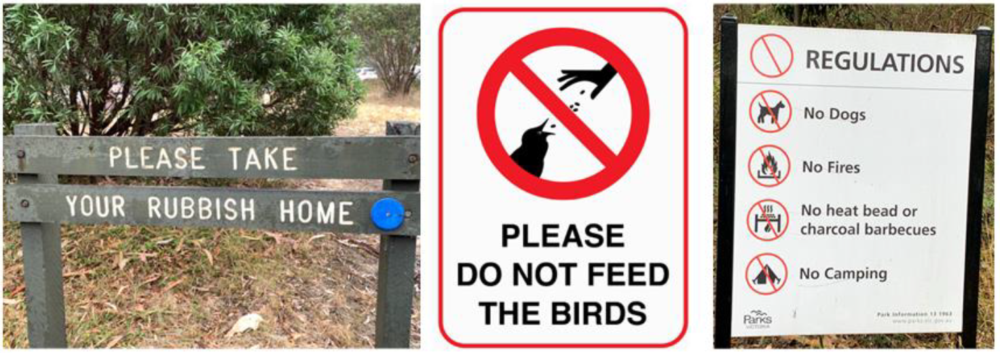 PLEASE TAKE
YOUR RUBBISH HOME
PLEASE
DO NOT FEED
THE BIRDS
REGULATIONS
No Dogs
No Fires
No heat bead or
charcoal barbecues
No Camping
Parks
VICTORIA
Park Information 13 1963
www.parks.vic.gov.au